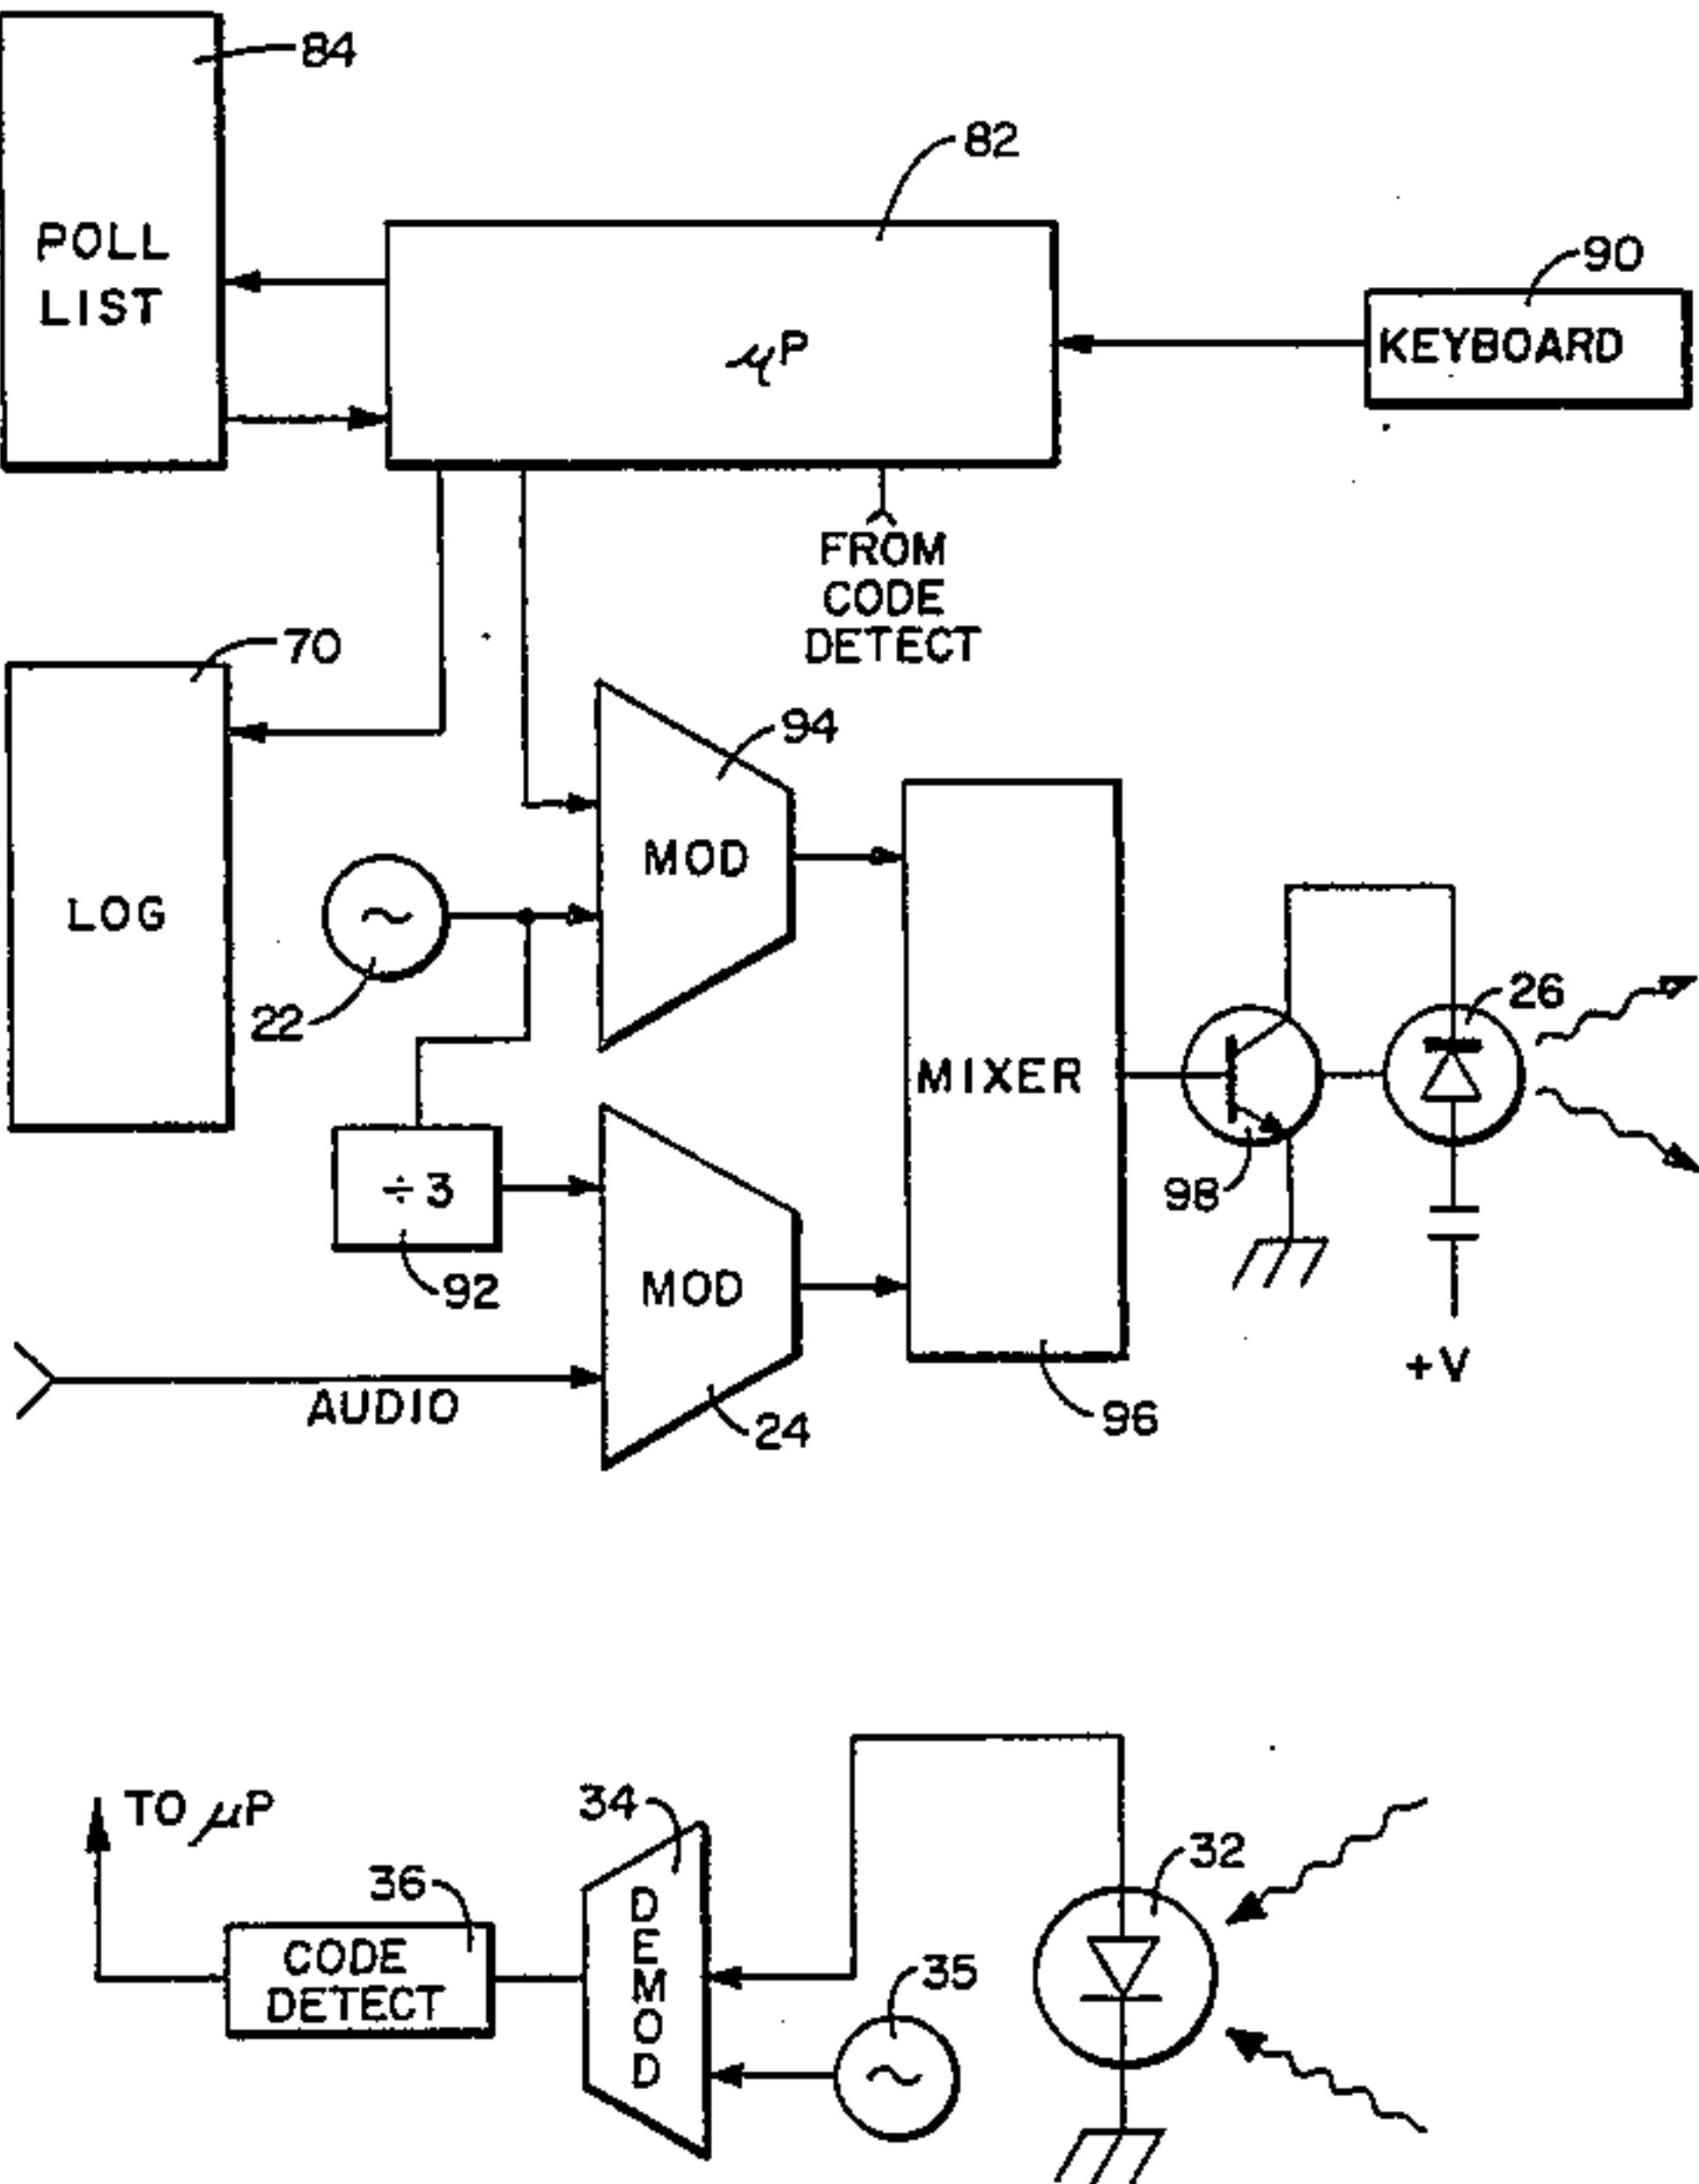 84
82
POLL
LIST
90
μP
KEYBOARD
FROM
CODE
DETECT
70
94
MOD
LOG
22
26
MIXER
÷3
98
92
MOD
+V
AUDIO
24
96
TO μP
34
32
36
CODE
DETECT
DEMOD
35